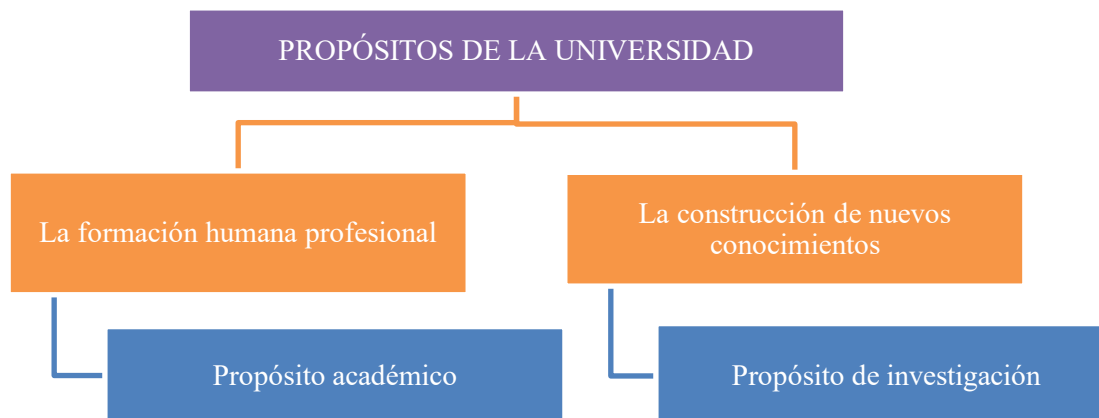 PROPÓSITOS DE LA UNIVERSIDAD
La formación humana profesional
La construcción de nuevos
conocimientos
Propósito académico
Propósito de investigación